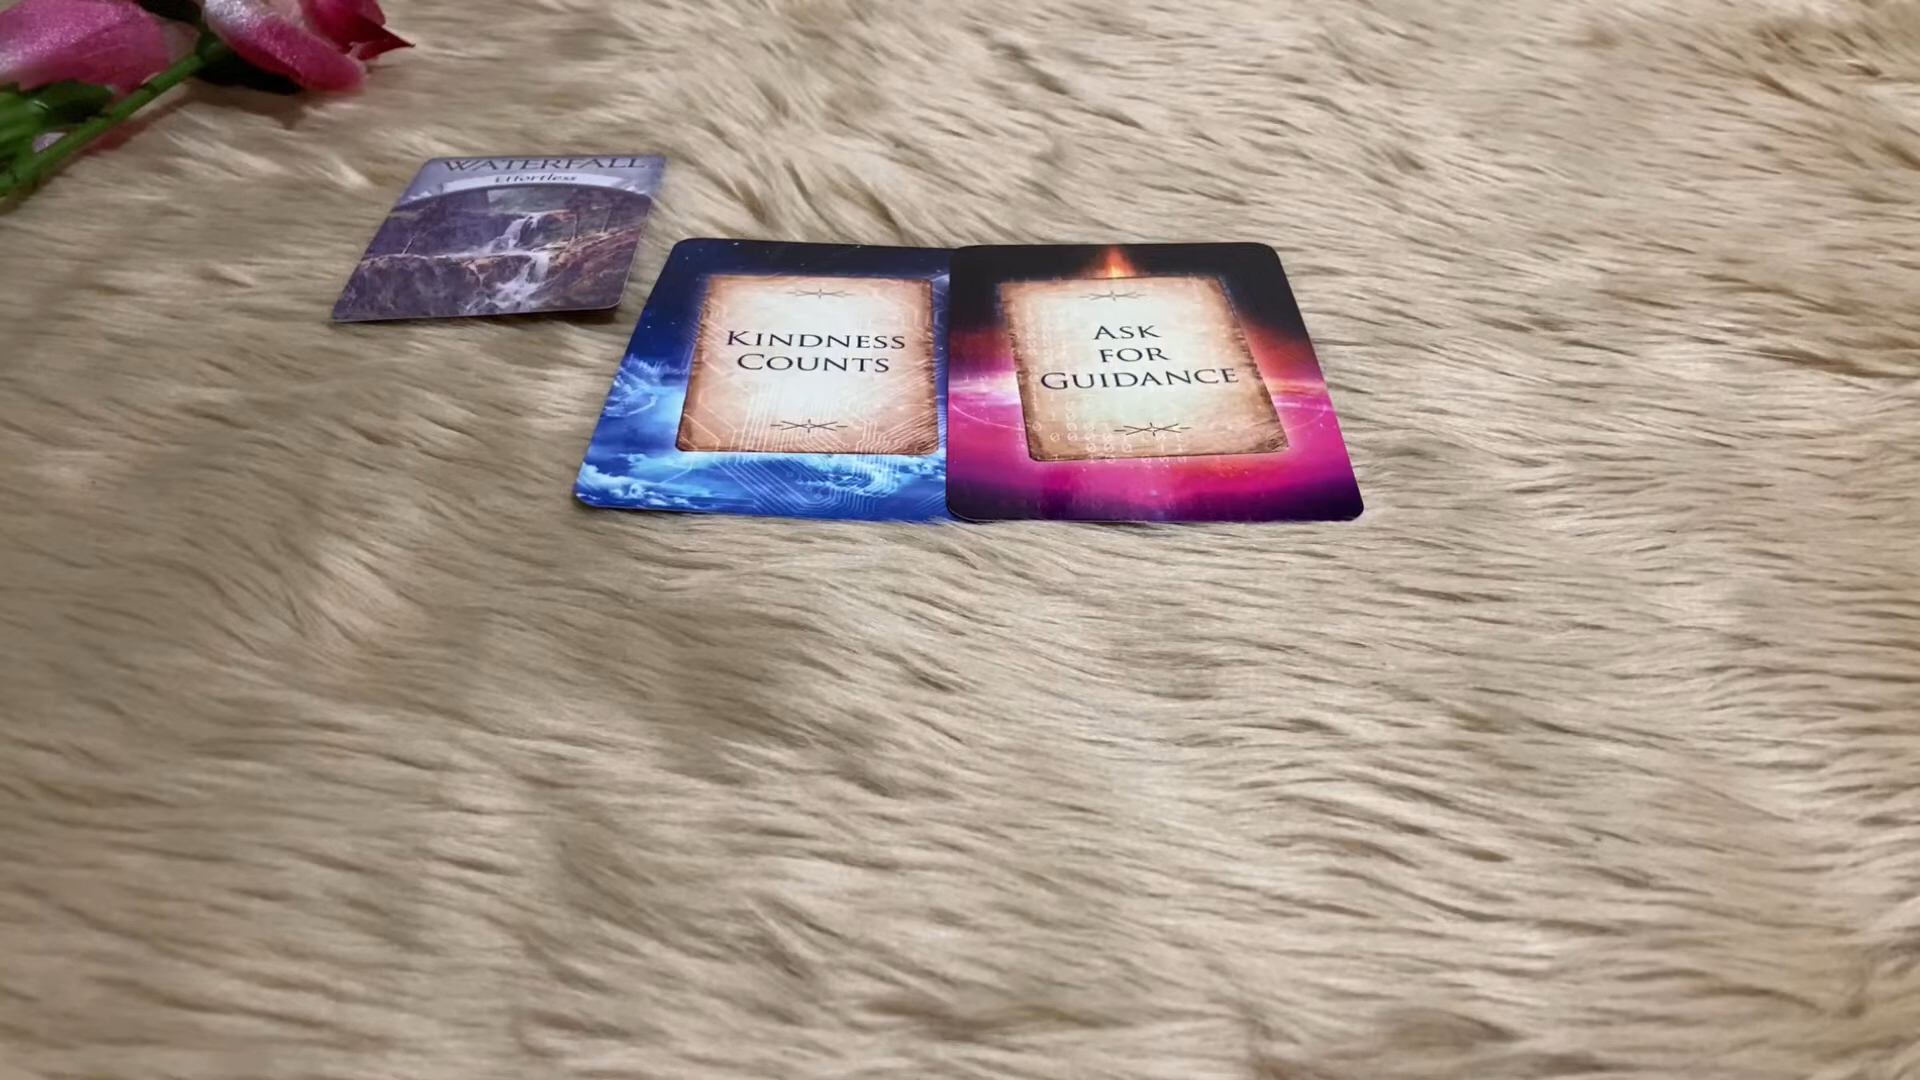 WATERFALL
Effortless
KINDNESS
COUNTS
ASK
FOR
GUIDANCE